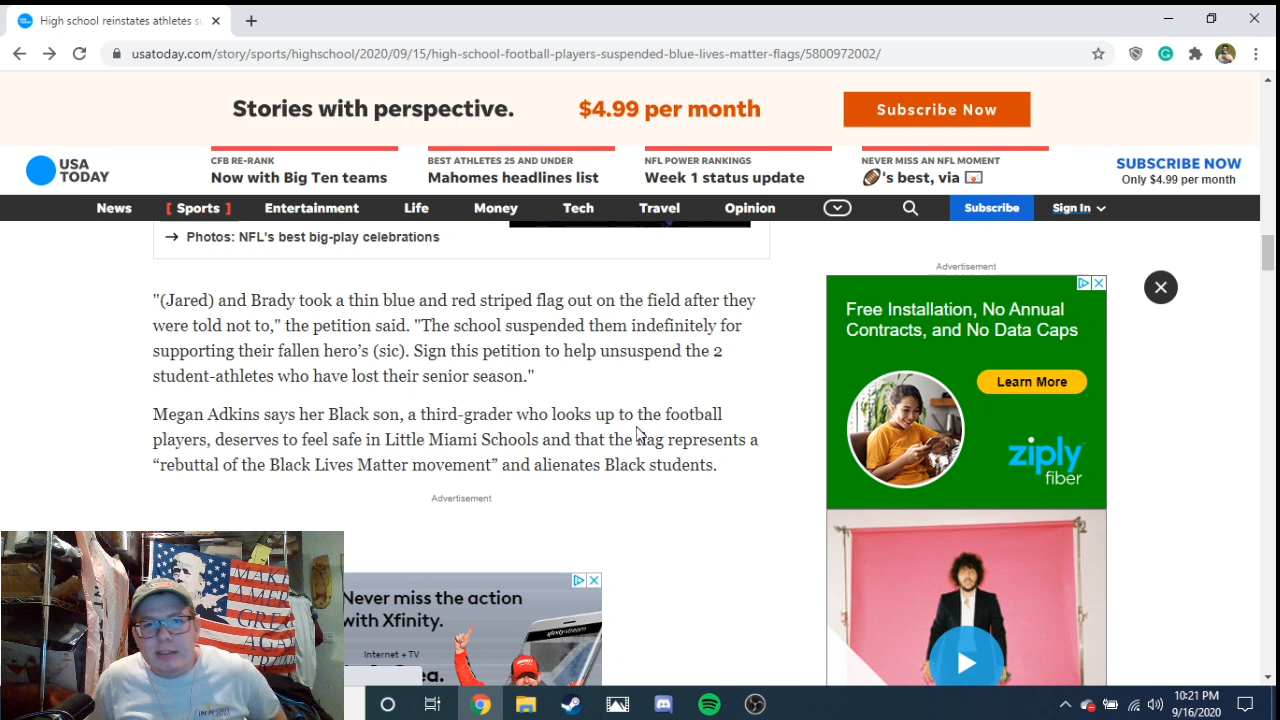 High school reinstates athletes su
usatoday.com/story/sports/highschool/2020/09/15/high-school-football-players-suspended-blue-lives-matter-flags/5800972002/
Stories with perspective.
$4.99 per month
Subscribe Now
USA
TODAY
CFB RE-RANK
Now with Big Ten teams
BEST ATHLETES 25 AND UNDER
Mahomes headlines list
NFL POWER RANKINGS
Week 1 status update
NEVER MISS AN NFL MOMENT
🏈's best, via
SUBSCRIBE NOW
Only $4.99 per month
News [ Sports ] Entertainment Life Money Tech Travel Opinion Subscribe Sign In
→ Photos: NFL's best big-play celebrations
"(Jared) and Brady took a thin blue and red striped flag out on the field after they
were told not to," the petition said. "The school suspended them indefinitely for
supporting their fallen hero's (sic). Sign this petition to help unsuspend the 2
student-athletes who have lost their senior season."
Megan Adkins says her Black son, a third-grader who looks up to the football
players, deserves to feel safe in Little Miami Schools and that the flag represents a
“rebuttal of the Black Lives Matter movement” and alienates Black students.
Advertisement
Never miss the action
with Xfinity.
Internet + TV
ea.
Advertisement
Free Installation, No Annual
Contracts, and No Data Caps
Learn More
ziply
fiber
MAKE
AMER
GREA
AGA
10:21 PM
9/16/2020